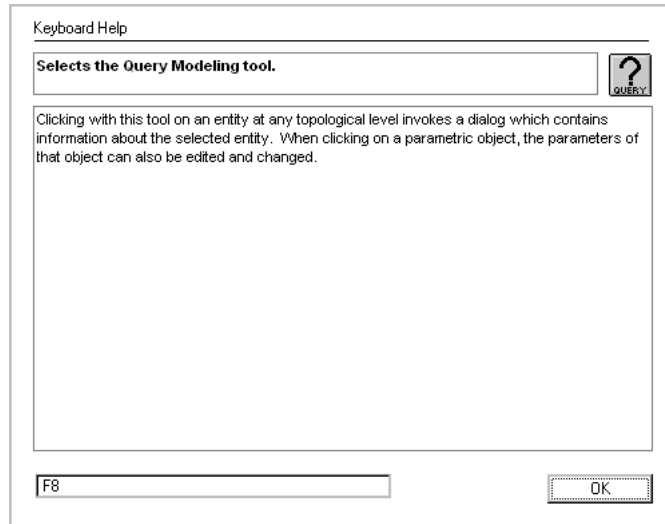 Keyboard Help
Selects the Query Modeling tool.
?
QUERY
Clicking with this tool on an entity at any topological level invokes a dialog which contains
information about the selected entity.  When clicking on a parametric object, the parameters of
that object can also be edited and changed.
F8
OK